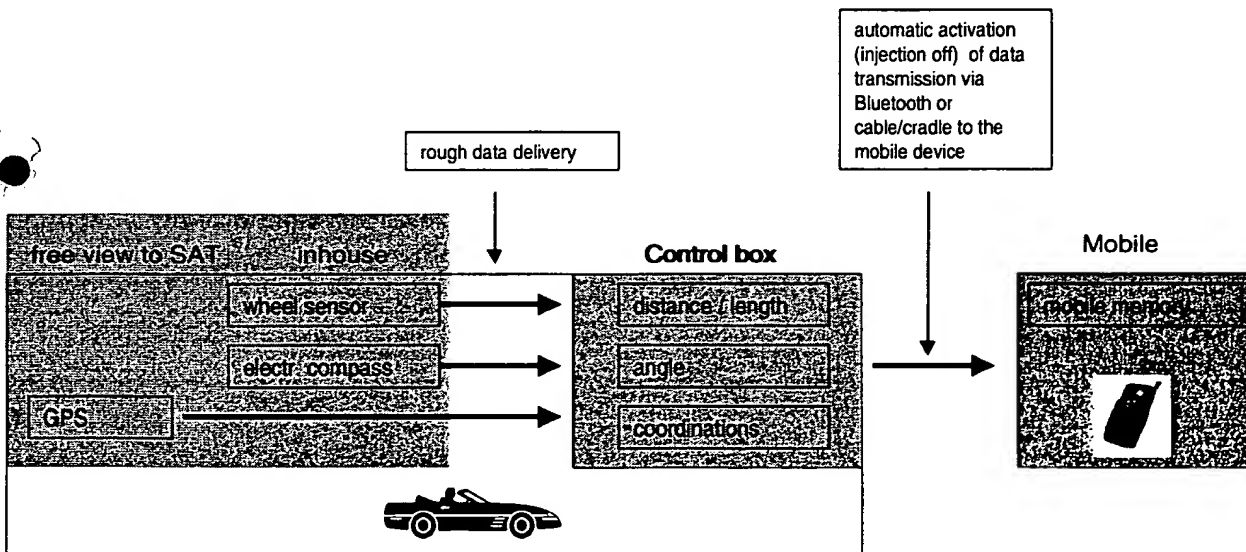 automatic activation
(injection off) of data
transmission via
Bluetooth or
cable/cradle to the
mobile device
rough data delivery
free view to SAT
inhouse
Control box
Mobile
wheel sensor
distance / length
mobile memory
electr. compass
angle
GPS
coordinations